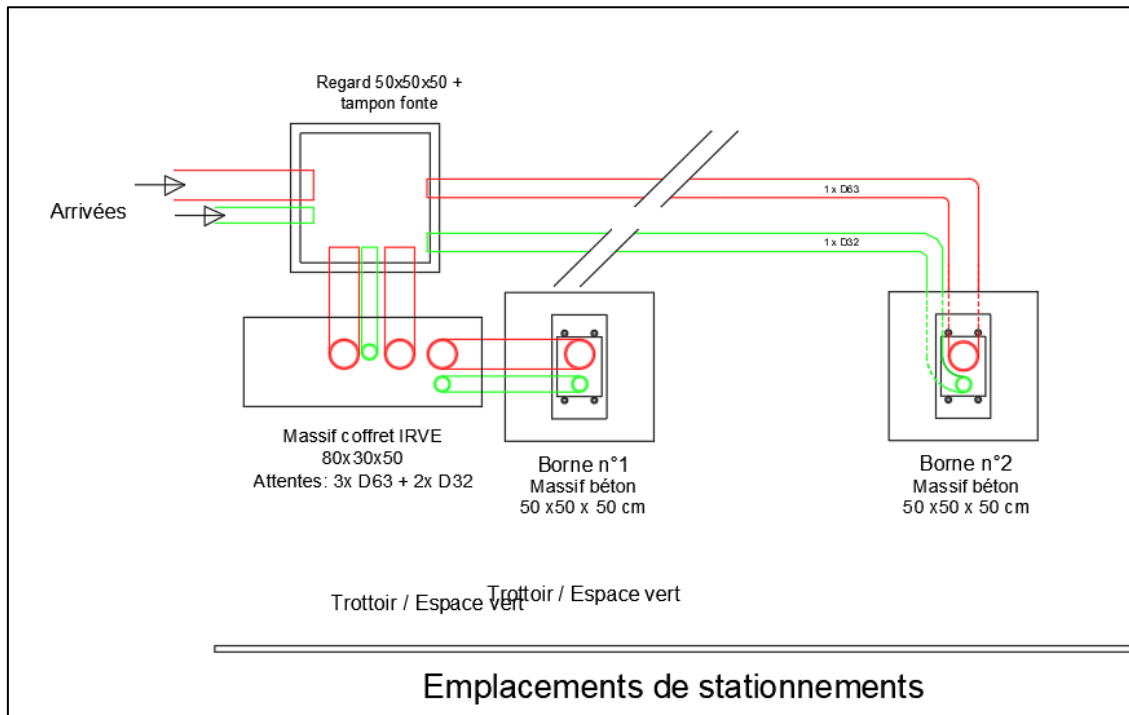 Regard 50x50x50 +
tampon fonte
Arrivées
1 x D63
1 x D32
Massif coffret IRVE
80x30x50
Attentes: 3x D63 + 2x D32
Borne n°1
Massif béton
50 x50 x 50 cm
Borne n°2
Massif béton
50 x50 x 50 cm
Trottoir / Espace vert
Trottoir / Espace vert
Emplacements de stationnements